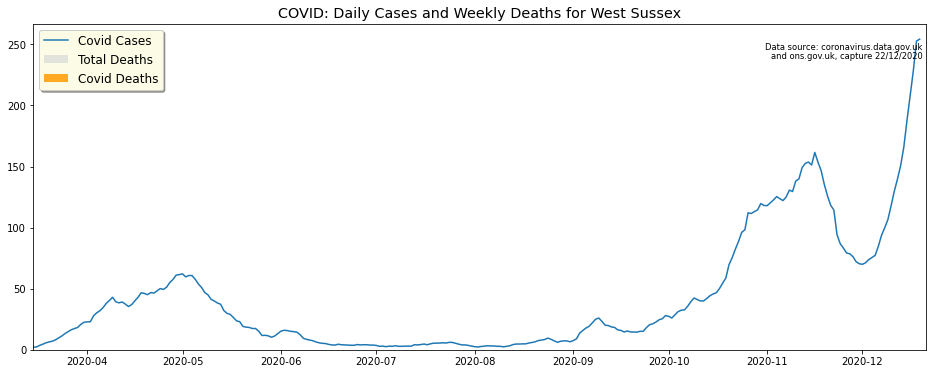 COVID: Daily Cases and Weekly Deaths for West Sussex
Covid Cases
Total Deaths
Covid Deaths
Data source: coronavirus.data.gov.uk
and ons.gov.uk, capture 22/12/2020
250
200
150
100
50
0
2020-04 2020-05 2020-06 2020-07 2020-08 2020-09 2020-10 2020-11 2020-12